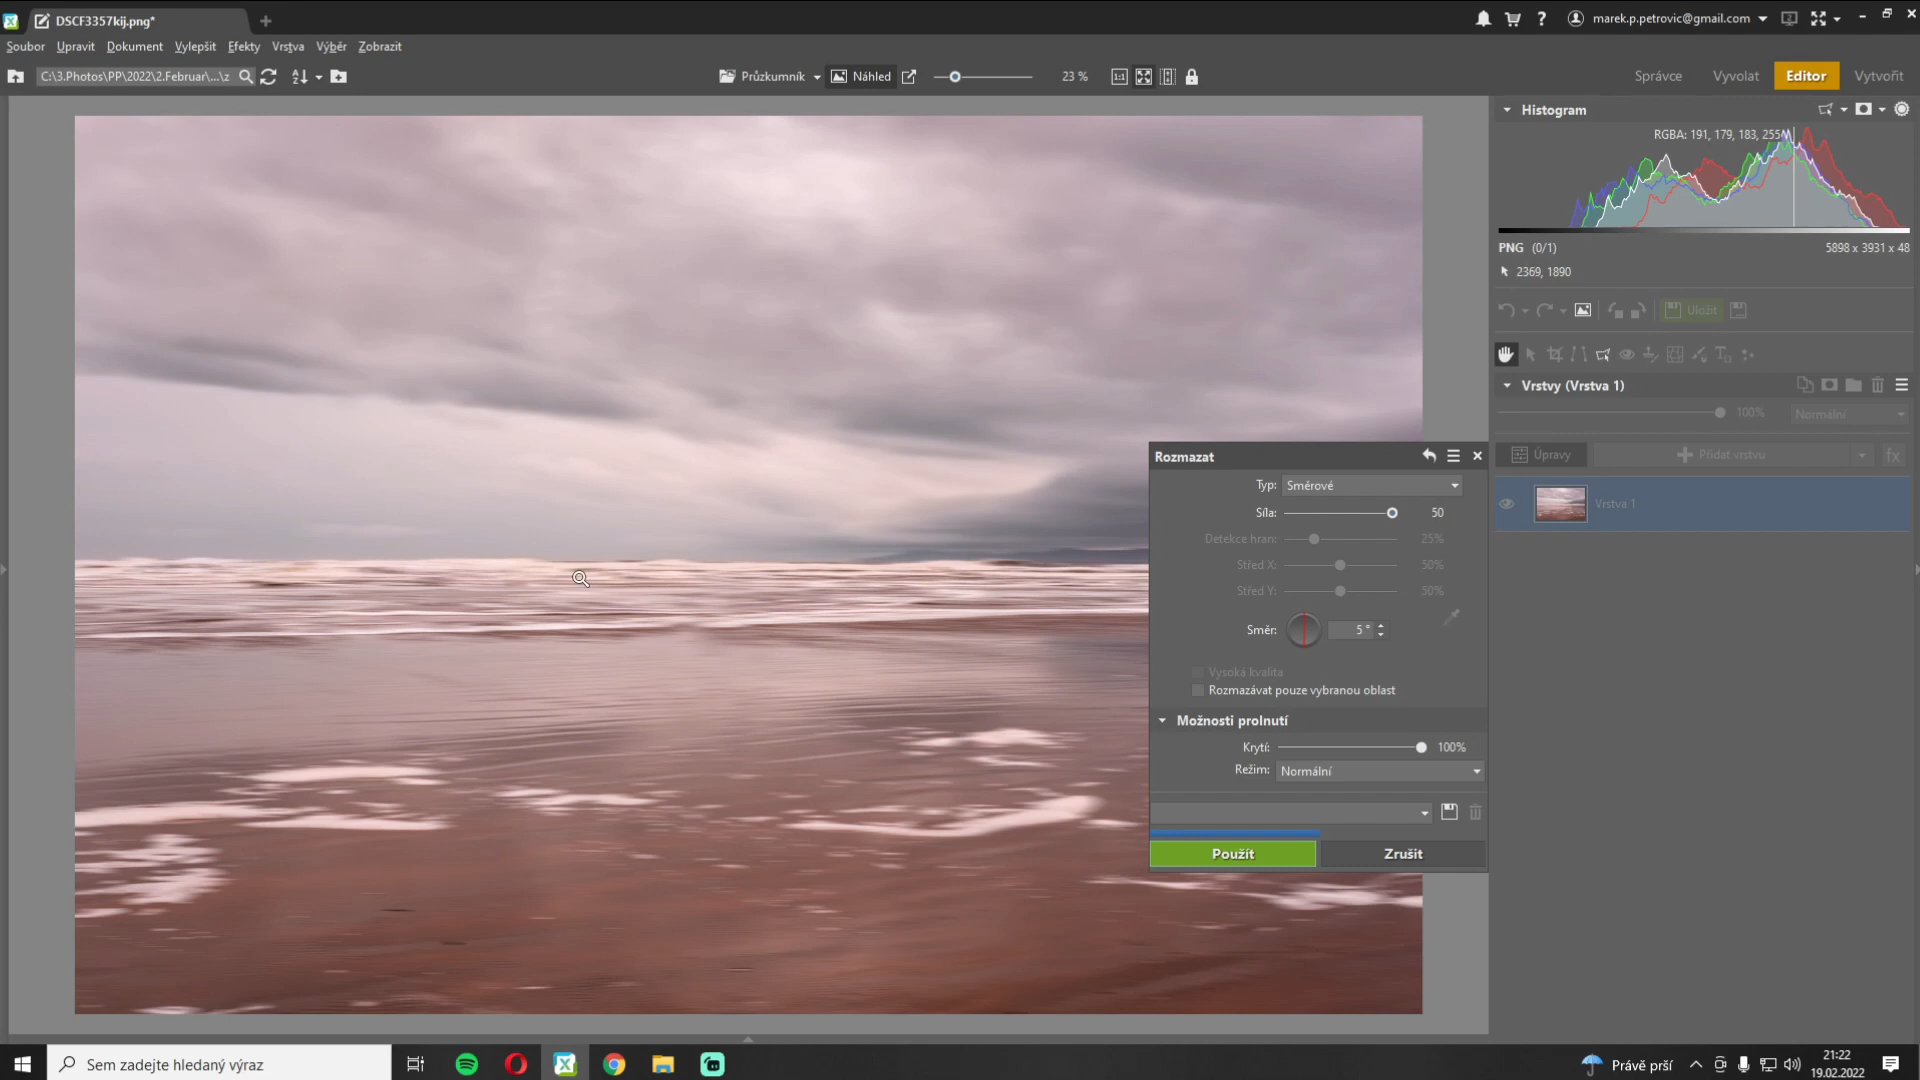 DSCF3357kij.png*
marek.p.petrovic@gmail.com
Soubor Upravit Dokument Vylepšit Efekty Vrstva Výběr Zobrazit
C:\3.Photos\PP\2022\2.Februar\...\z
Průzkumník Náhled 23 % 1:1
Správce Vyvolat Editor Vytvořit
Histogram
RGBA: 191, 179, 183, 255
PNG (0/1) 5898 x 3931 x 48
2369, 1890
Uložit
Vrstvy (Vrstva 1)
100% Normální
Úpravy Přidat vrstvu fx
Vrstva 1
Rozmazat
Typ: Směrové
Síla: 50
Detekce hran: 25%
Střed X: 50%
Střed Y: 50%
Směr: 5 °
Vysoká kvalita
Rozmazávat pouze vybranou oblast
Možnosti prolnutí
Krytí: 100%
Režim: Normální
Použít Zrušit
Sem zadejte hledaný výraz
Právě prší
21:22
19.02.2022